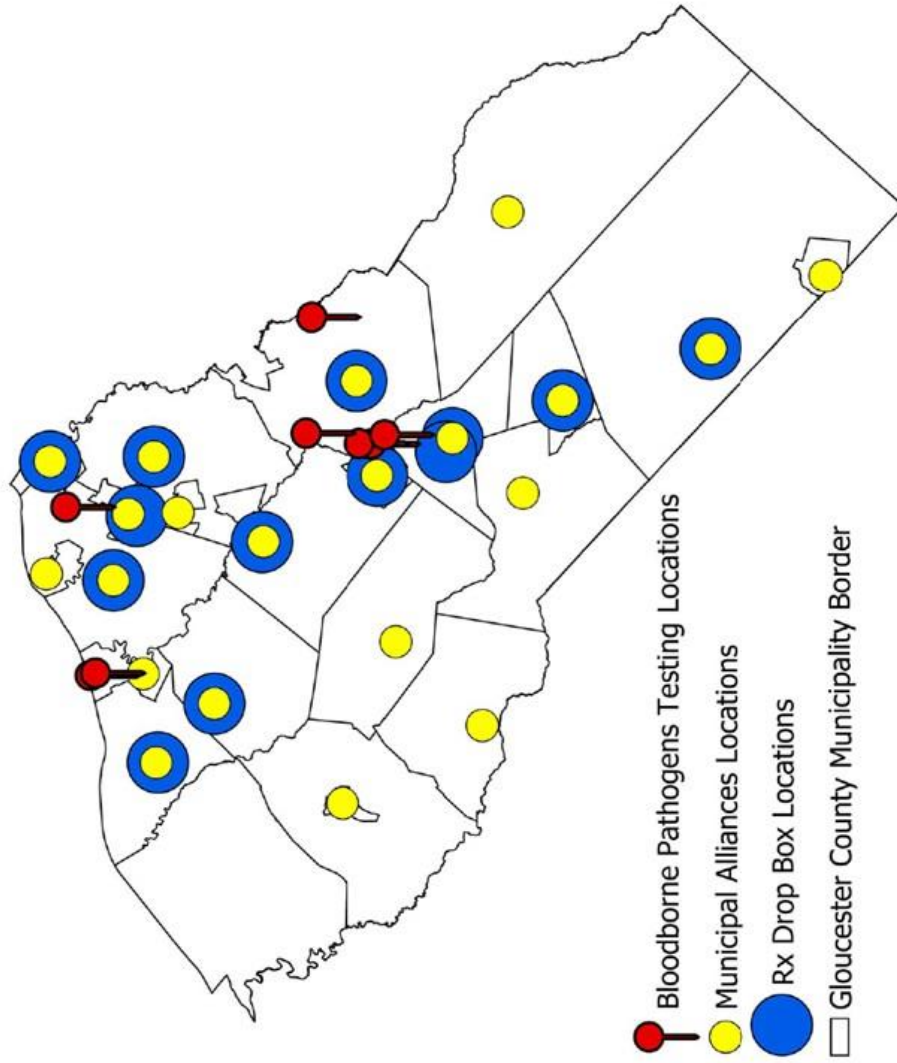 Bloodborne Pathogens Testing Locations
Municipal Alliances Locations
Rx Drop Box Locations
Gloucester County Municipality Border